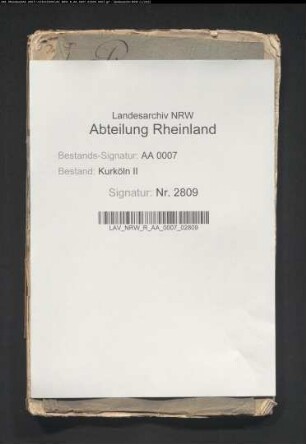 Landesarchiv NRW
Abteilung Rheinland
Bestands-Signatur: AA 0007
Bestand: Kurköln II
Signatur: Nr. 2809
LAV_NRW_R_AA_0007_02809